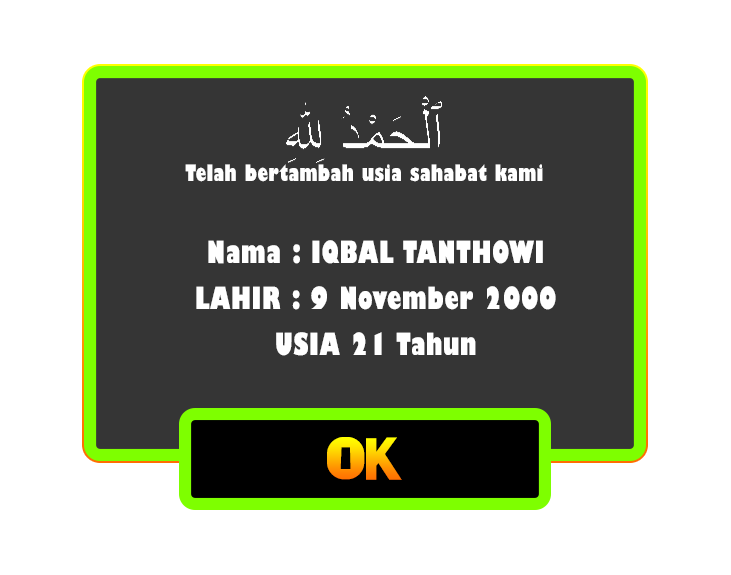 ٱلْحَمْدُ لِلَّهِ
Telah bertambah usia sahabat kami
Nama : IQBAL TANTHOWI
LAHIR : 9 November 2000
USIA 21 Tahun
OK